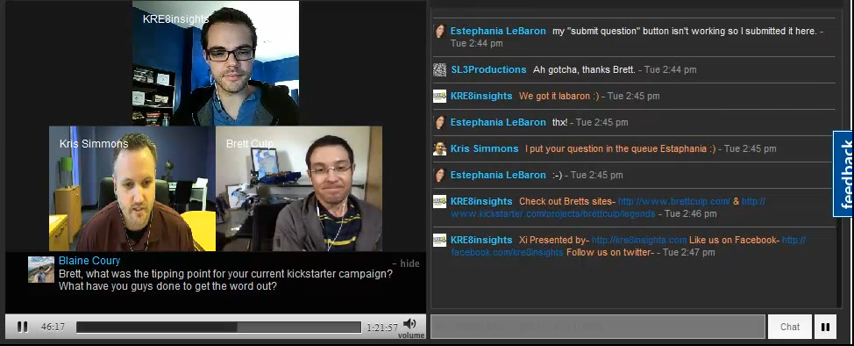 KRE8insights
Kris Simmons
Brett Culp
Blaine Coury
– hide
Brett, what was the tipping point for your current kickstarter campaign?
What have you guys done to get the word out?
46:17
1:21:57
volume
Estephania LeBaron my "submit question" button isn't working so I submitted it here. -
Tue 2:44 pm
SL3Productions Ah gotcha, thanks Brett. - Tue 2:44 pm
KRE8insights We got it labaron :) - Tue 2:45 pm
Estephania LeBaron thx! - Tue 2:45 pm
Kris Simmons I put your question in the queue Estaphania :) - Tue 2:45 pm
Estephania LeBaron :-) - Tue 2:45 pm
KRE8insights Check out Bretts sites- http://www.brettculp.com/ & http://
www.kickstarter.com/projects/brettculp/legends - Tue 2:46 pm
KRE8insights Xi Presented by- http://kre8insights.com Like us on Facebook- http://
facebook.com/kre8insights Follow us on twitter- - Tue 2:47 pm
Chat
feedback